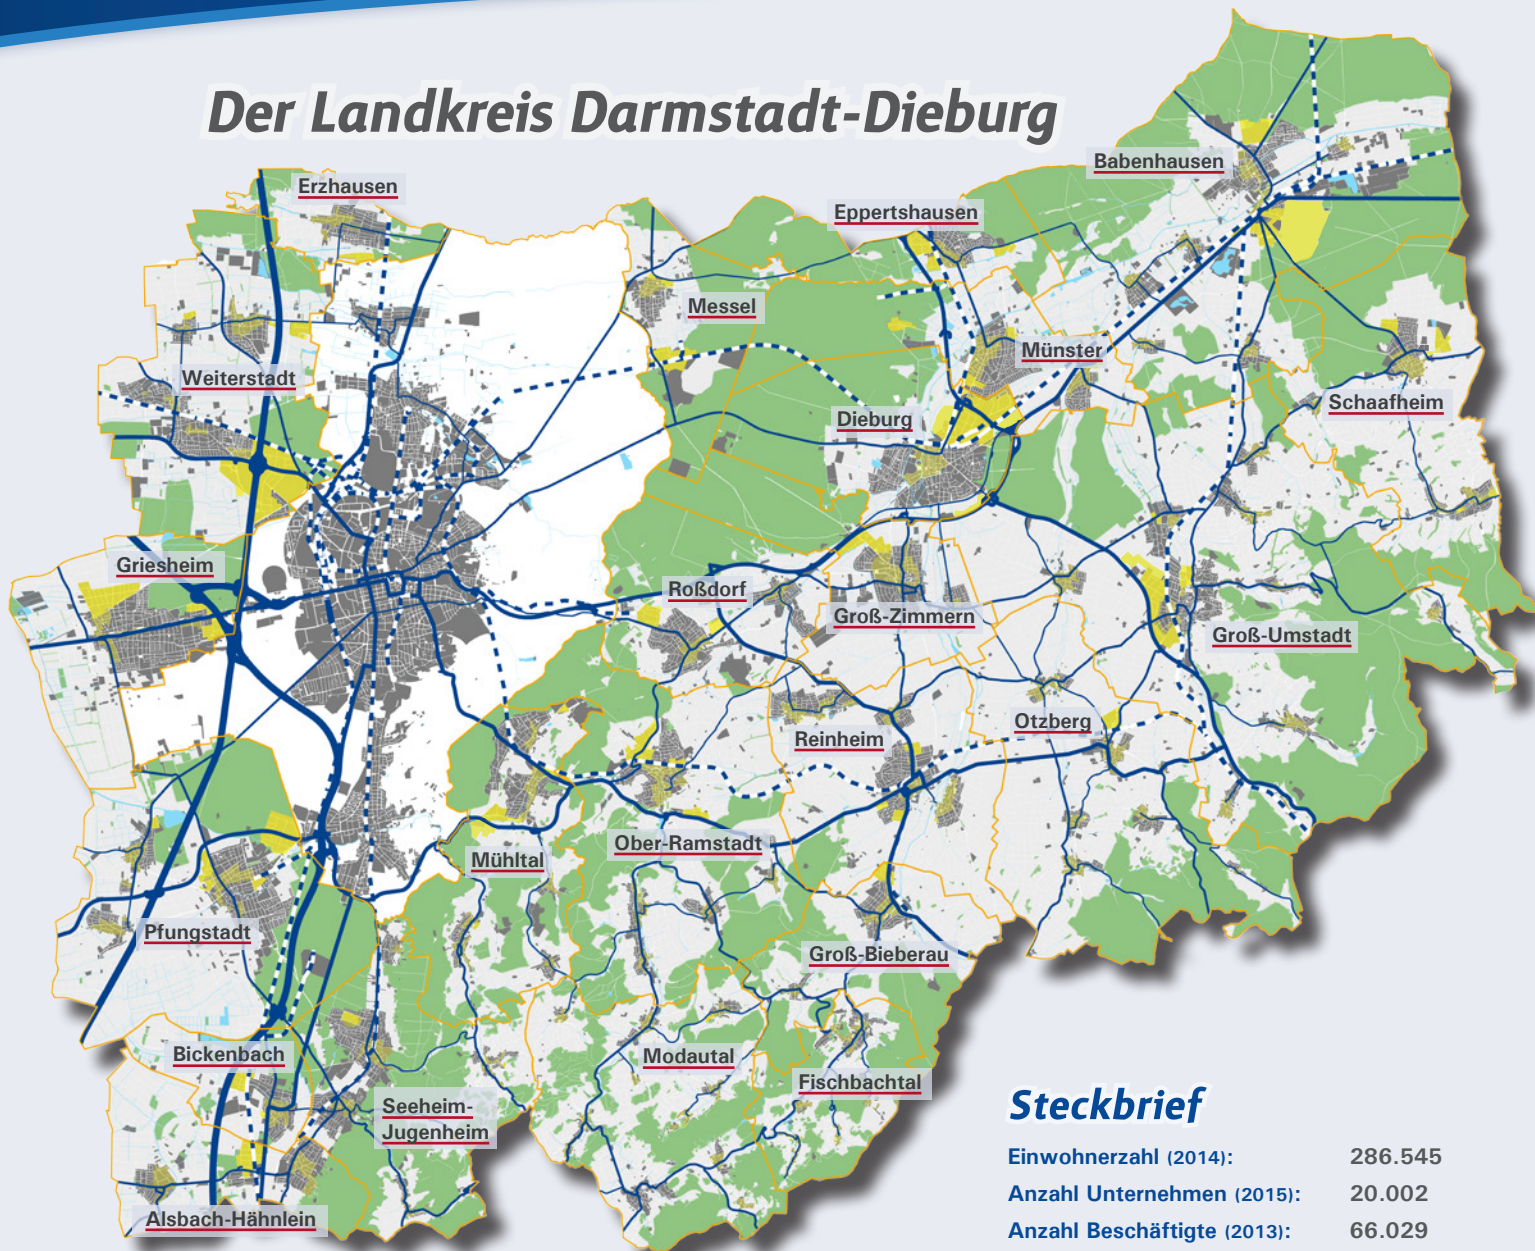 Der Landkreis Darmstadt-Dieburg
Babenhausen
Erzhausen
Eppertshausen
Messel
Münster
Weiterstadt
Schaafheim
Dieburg
Griesheim
Roßdorf
Groß-Zimmern
Groß-Umstadt
Otzberg
Reinheim
Ober-Ramstadt
Mühltal
Pfungstadt
Groß-Bieberau
Bickenbach
Modautal
Fischbachtal
Seeheim-
Jugenheim
Alsbach-Hähnlein
Steckbrief
Einwohnerzahl (2014): 286.545
Anzahl Unternehmen (2015): 20.002
Anzahl Beschäftigte (2013): 66.029